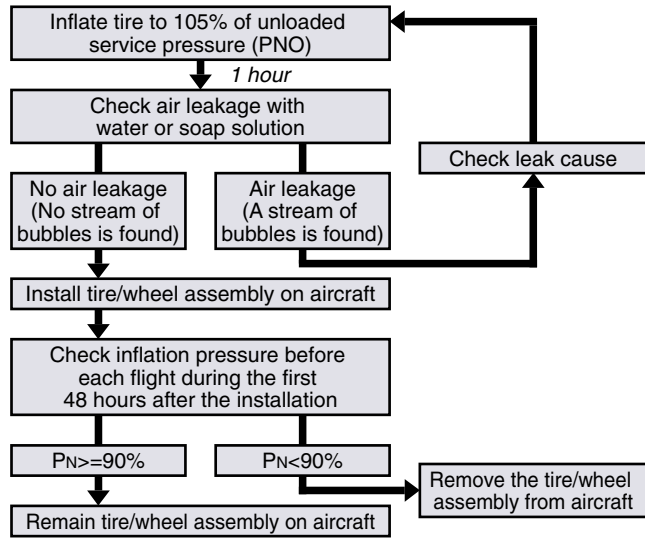 Inflate tire to 105% of unloaded
service pressure (PNO)
1 hour
Check air leakage with
water or soap solution
Check leak cause
No air leakage
(No stream of
bubbles is found)
Air leakage
(A stream of
bubbles is found)
Install tire/wheel assembly on aircraft
Check inflation pressure before
each flight during the first
48 hours after the installation
PN>=90%
PN<90%
Remove the tire/wheel
assembly from aircraft
Remain tire/wheel assembly on aircraft